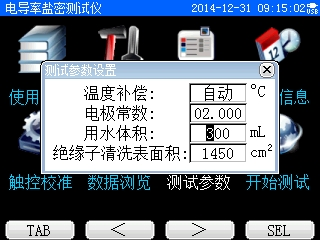 电导率盐密测试仪 2014-12-31 09:15:02 USB
测试参数设置
温度补偿: 自动 °C
电极常数: 02.000
用水体积: 300 mL
绝缘子清洗表面积: 1450 cm²
使用 信息
触控校准 数据浏览 测试参数 开始测试
TAB < > SEL